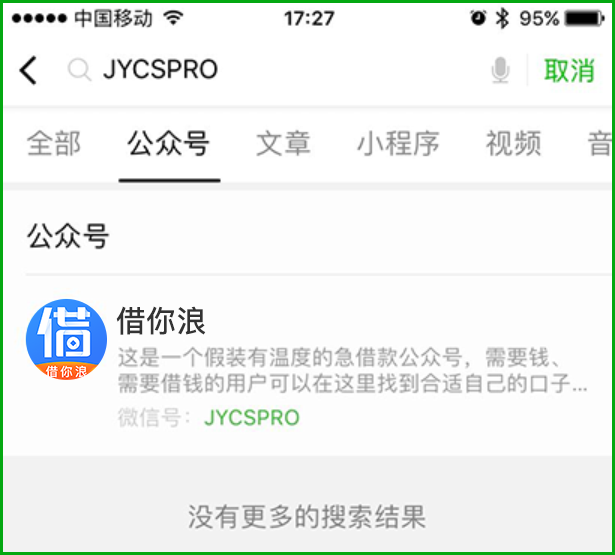 中国移动 17:27 95%
JYCSPRO 取消
全部 公众号 文章 小程序 视频 音
公众号
借 借你浪
借你浪
这是一个假装有温度的急借款公众号，需要钱、
需要借钱的用户可以在这里找到合适自己的口子...
微信号：JYCSPRO
没有更多的搜索结果